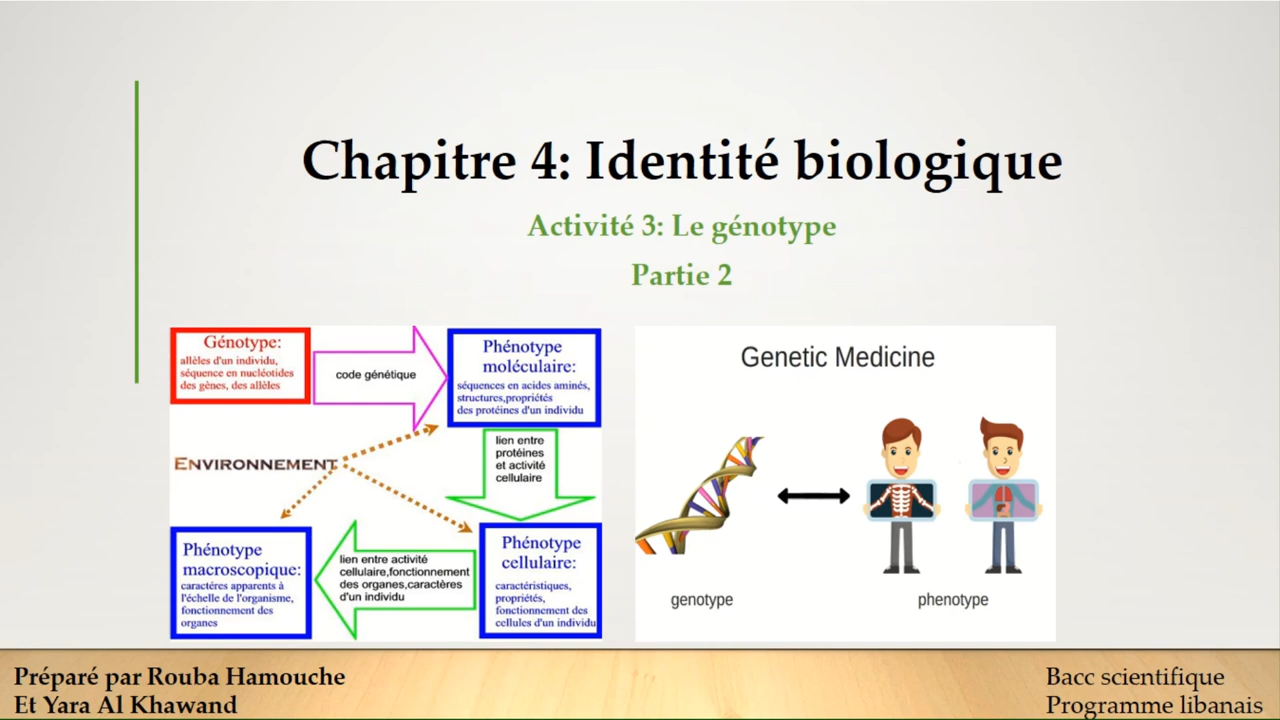 Chapitre 4: Identité biologique
Activité 3: Le génotype
Partie 2
Génotype:
allèles d'un individu,
séquence en nucléotides
des gènes, des allèles
code génétique
Phénotype
moléculaire:
séquences en acides aminés,
structures,propriétés
des protéines d'un individu
ENVIRONNEMENT
lien entre
protéines
et activité
cellulaire
Phénotype
macroscopique:
caractéres apparents à
l'échelle de l'organisme,
fonctionnement des
organes
lien entre activité
cellulaire,fonctionnement
des organes,caractères
d'un individu
Phénotype
cellulaire:
caractéristiques,
propriétés,
fonctionnement des
cellules d'un individu
Genetic Medicine
genotype
phenotype
Préparé par Rouba Hamouche
Et Yara Al Khawand
Bacc scientifique
Programme libanais